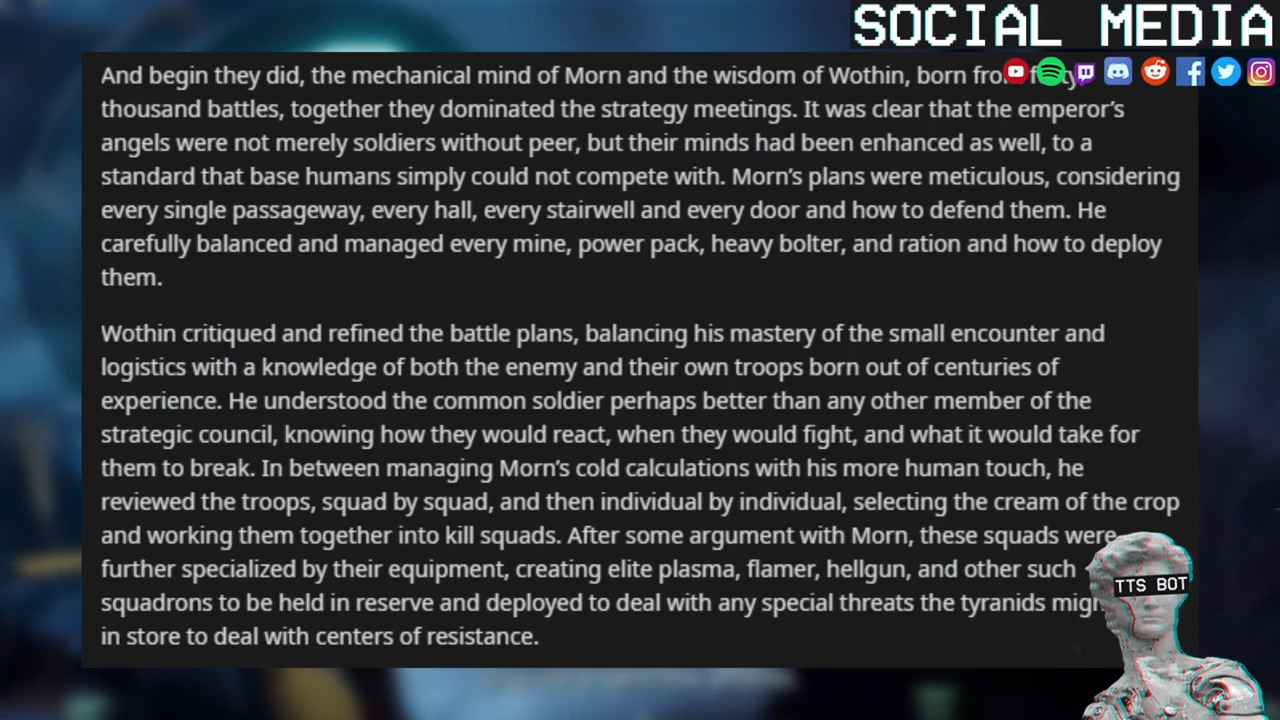 SOCIAL MEDIA
And begin they did, the mechanical mind of Morn and the wisdom of Wothin, born
thousand battles, together they dominated the strategy meetings. It was clear that the emperor's
angels were not merely soldiers without peer, but their minds had been enhanced as well, to a
standard that base humans simply could not compete with. Morn's plans were meticulous, considering
every single passageway, every hall, every stairwell and every door and how to defend them. He
carefully balanced and managed every mine, power pack, heavy bolter, and ration and how to deploy
them.
Wothin critiqued and refined the battle plans, balancing his mastery of the small encounter and
logistics with a knowledge of both the enemy and their own troops born out of centuries of
experience. He understood the common soldier perhaps better than any other member of the
strategic council, knowing how they would react, when they would fight, and what it would take for
them to break. In between managing Morn's cold calculations with his more human touch, he
reviewed the troops, squad by squad, and then individual by individual, selecting the cream of the crop
and working them together into kill squads. After some argument with Morn, these squads were
further specialized by their equipment, creating elite plasma, flamer, hellgun, and other such
squadrons to be held in reserve and deployed to deal with any special threats the tyranids
in store to deal with centers of resistance.
TTS BOT